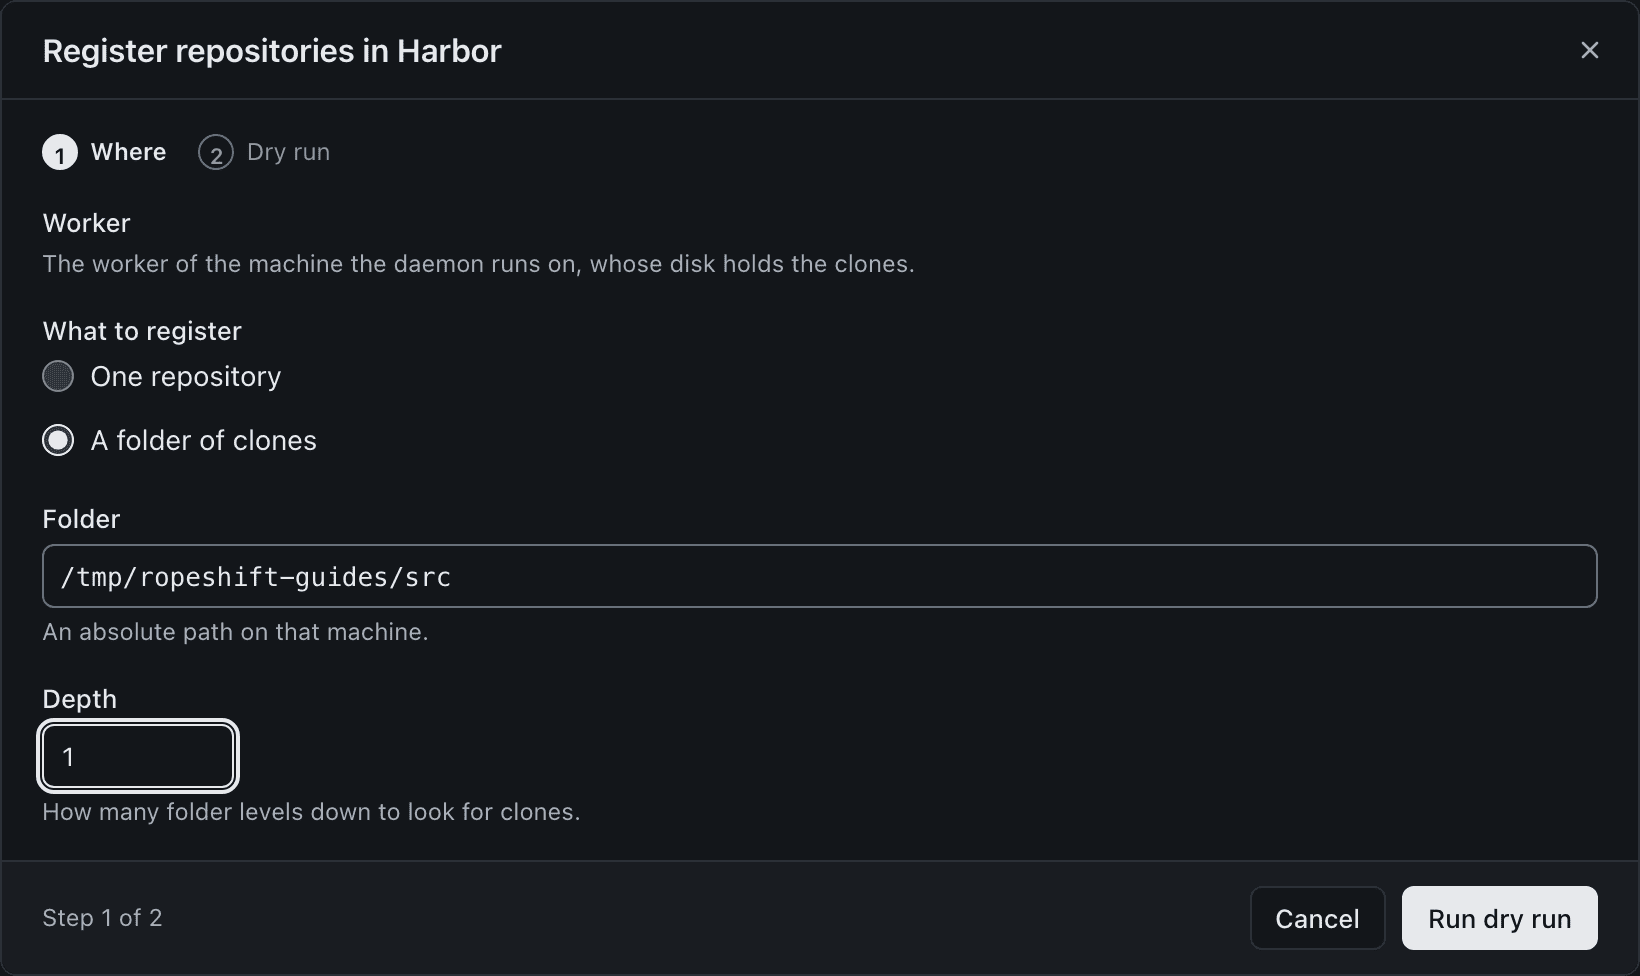 Register repositories in Harbor
1 Where 2 Dry run
Worker
The worker of the machine the daemon runs on, whose disk holds the clones.
What to register
One repository
A folder of clones
Folder
/tmp/ropeshift-guides/src
An absolute path on that machine.
Depth
1
How many folder levels down to look for clones.
Step 1 of 2 Cancel Run dry run